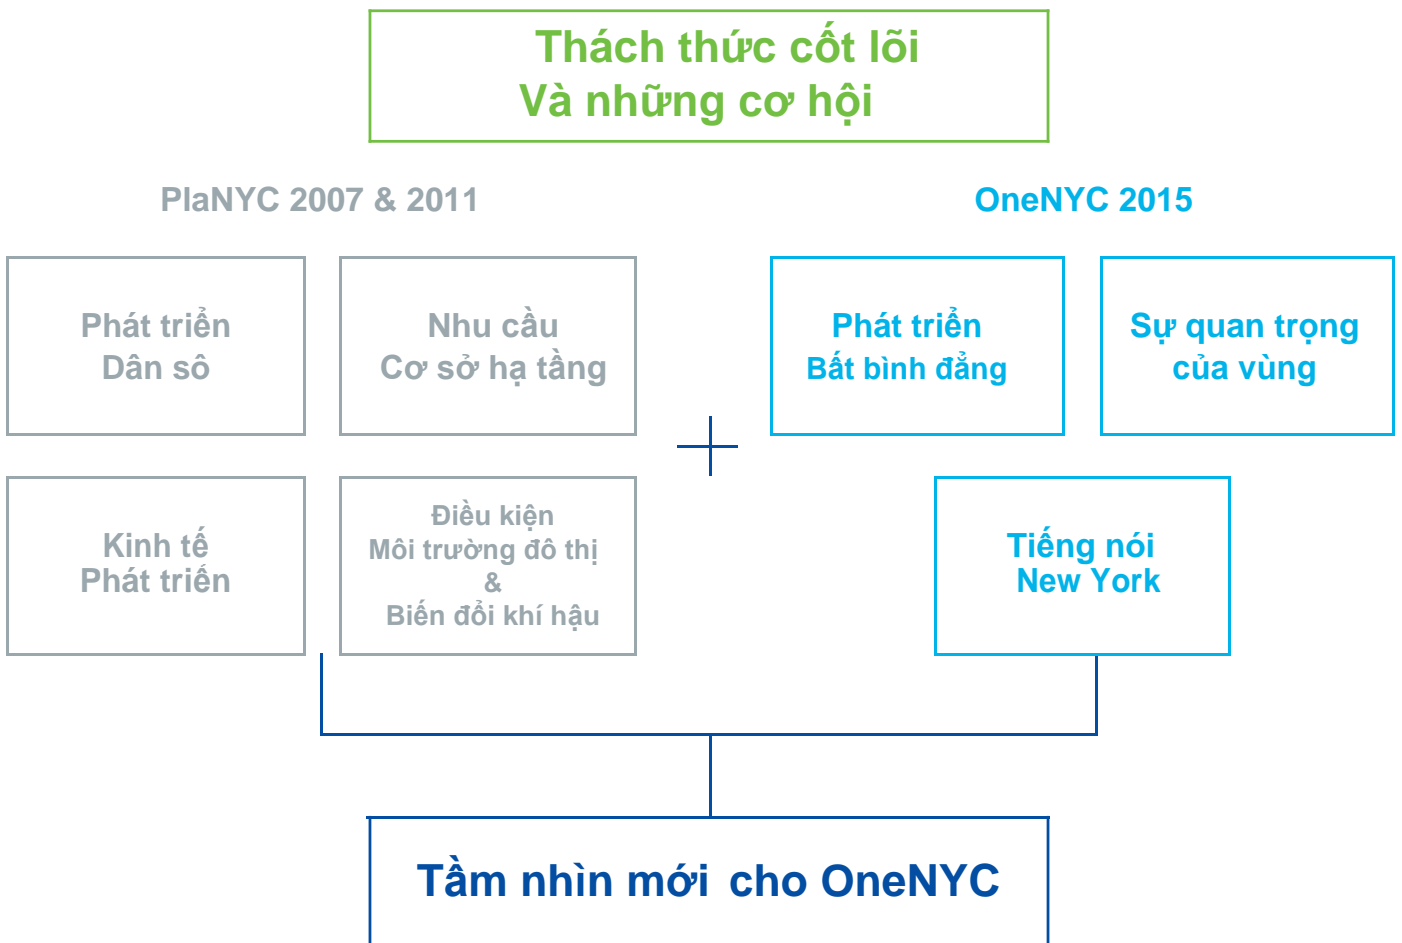 Thách thức cốt lõi
Và những cơ hội
PlaNYC 2007 & 2011
OneNYC 2015
Phát triển
Dân sô
Nhu cầu
Cơ sở hạ tầng
Phát triển
Bất bình đẳng
Sự quan trọng
của vùng
Kinh tế
Phát triển
Điều kiện
Môi trường đô thị
&
Biến đổi khí hậu
Tiếng nói
New York
Tầm nhìn mới cho OneNYC